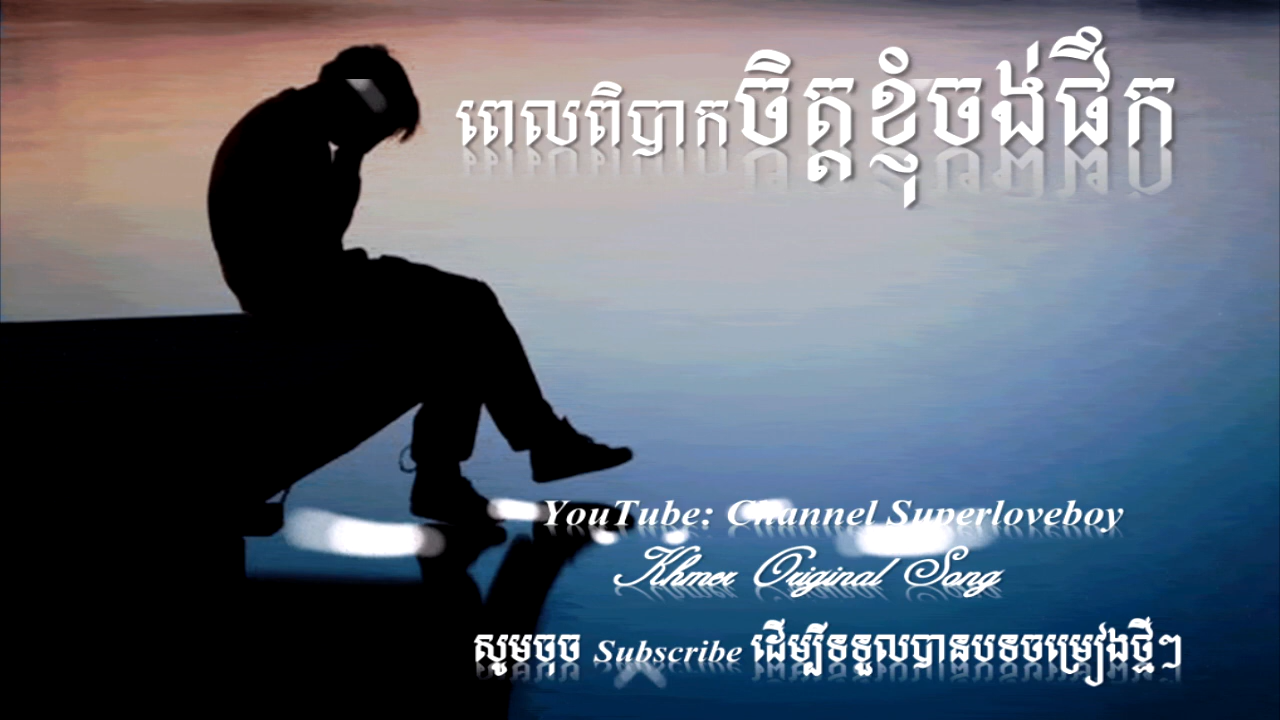 ពេលពិបាកចិត្តខ្ញុំចង់ផឹក
YouTube: Channel Superloveboy
Khmer Original Song
សូមចុច Subscribe ដើម្បីទទួលបានបទចម្រៀងថ្មីៗ